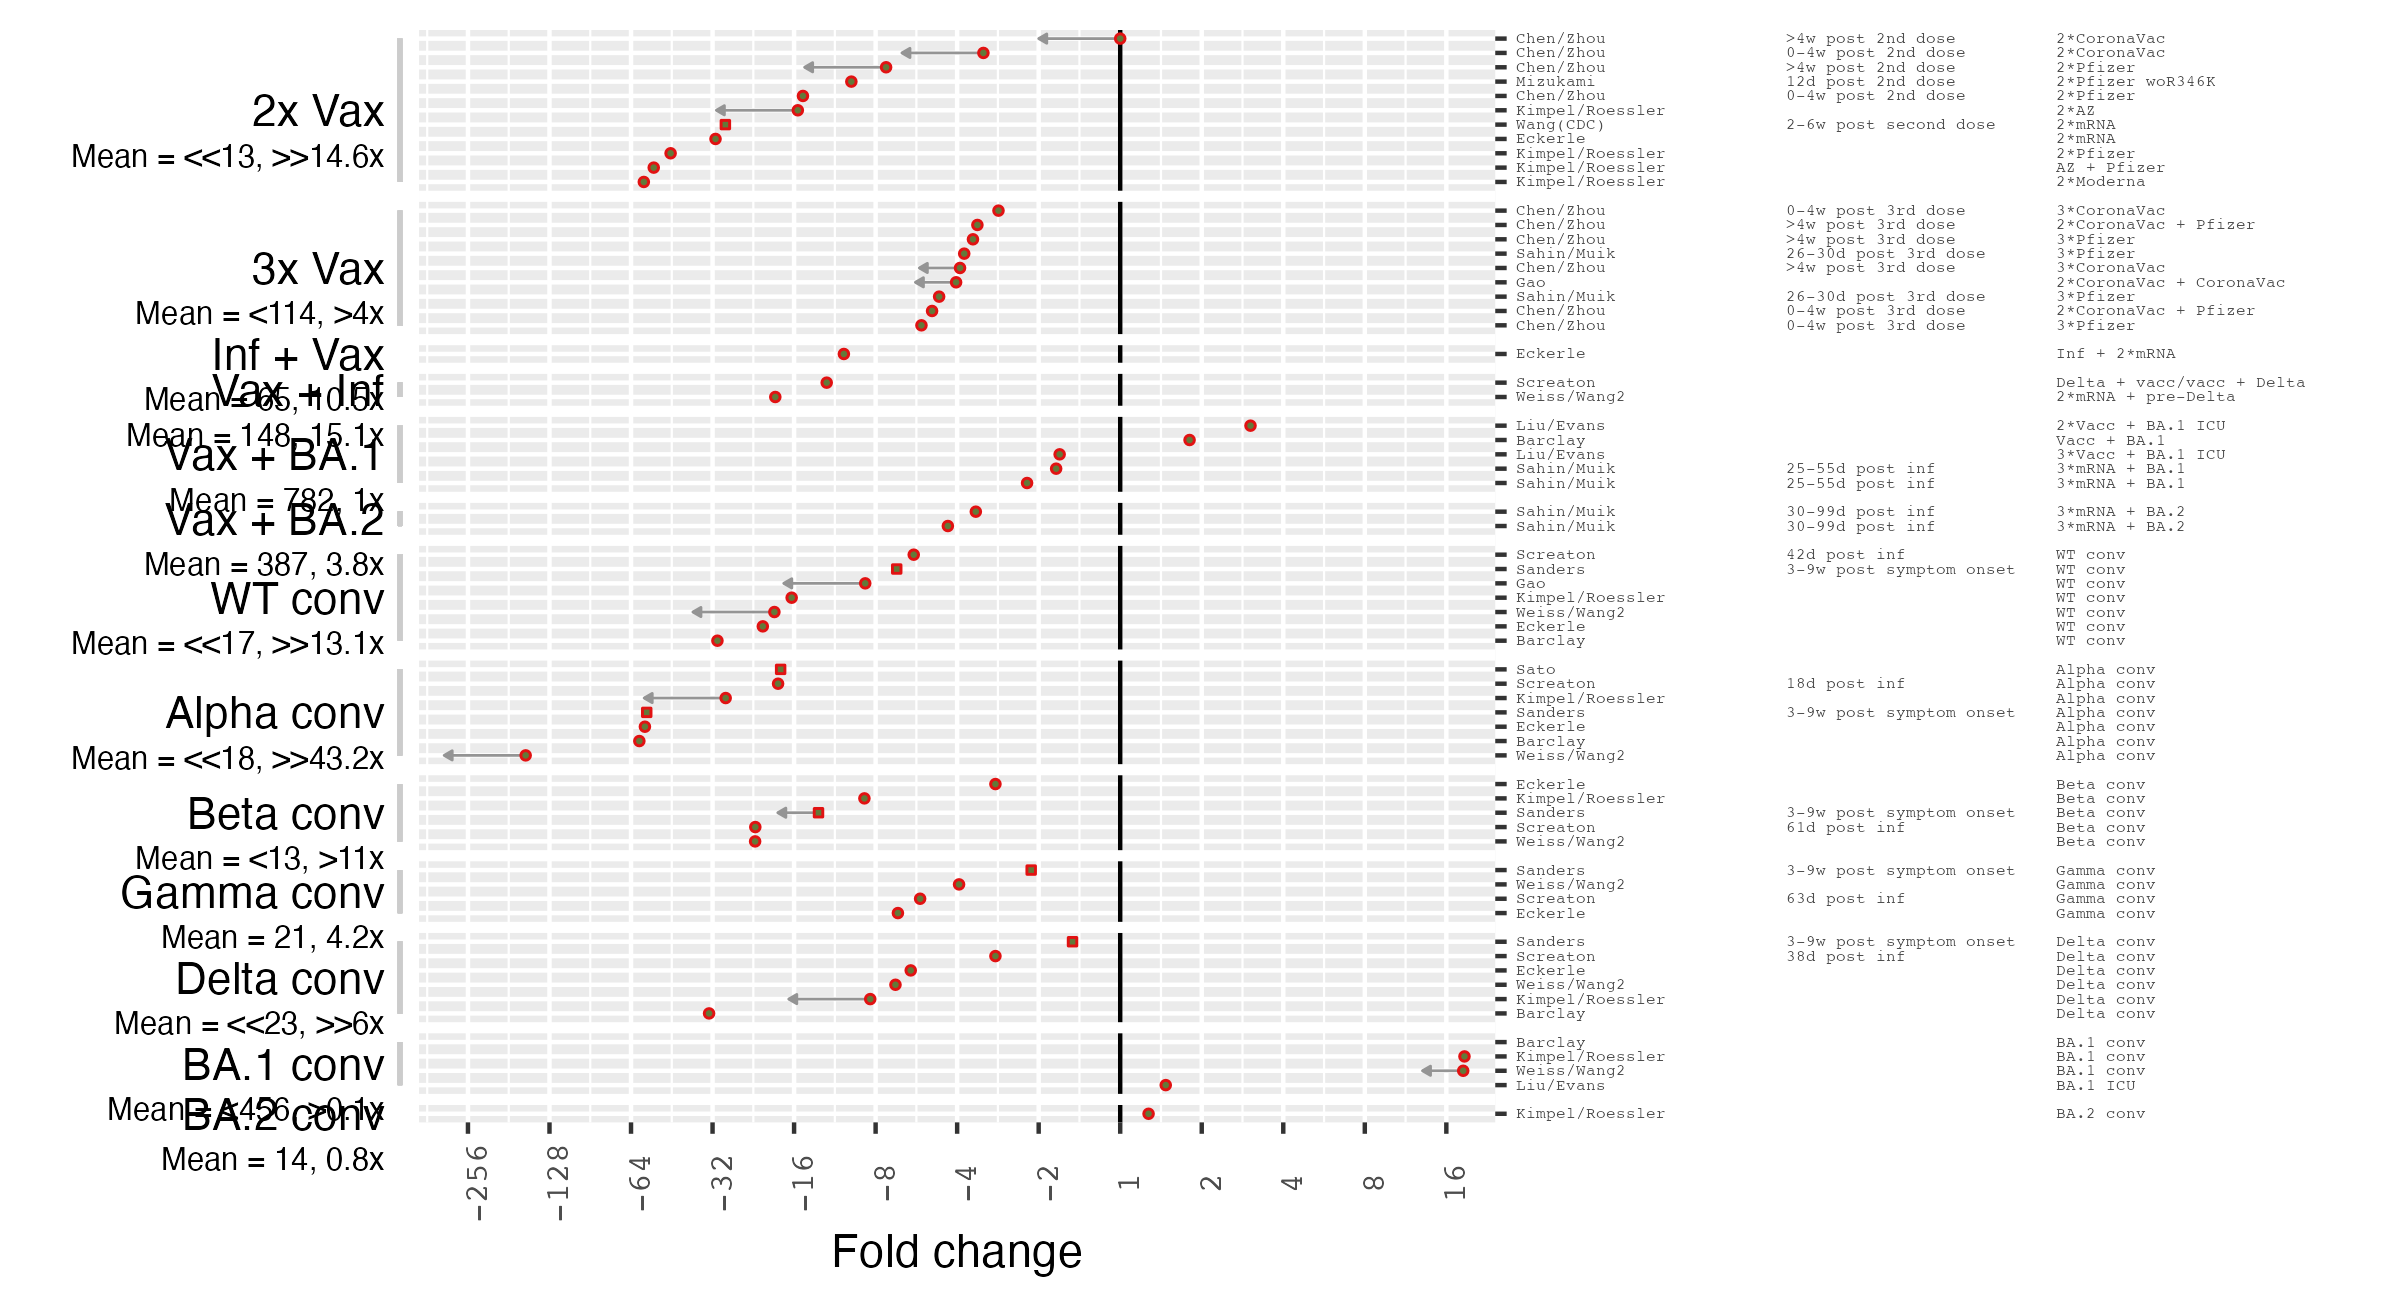 Chen/Zhou >4w post 2nd dose 2*CoronaVac
Chen/Zhou 0-4w post 2nd dose 2*CoronaVac
Chen/Zhou >4w post 2nd dose 2*Pfizer
Mizukami 12d post 2nd dose 2*Pfizer woR346K
Chen/Zhou 0-4w post 2nd dose 2*Pfizer
Kimpel/Roessler 2*AZ
Wang(CDC) 2-6w post second dose 2*mRNA
Eckerle 2*mRNA
Kimpel/Roessler 2*Pfizer
Kimpel/Roessler AZ + Pfizer
Kimpel/Roessler 2*Moderna
2x Vax
Mean = <<13, >>14.6x
Chen/Zhou 0-4w post 3rd dose 3*CoronaVac
Chen/Zhou >4w post 3rd dose 2*CoronaVac + Pfizer
Chen/Zhou >4w post 3rd dose 3*Pfizer
Sahin/Muik 26-30d post 3rd dose 3*Pfizer
Chen/Zhou >4w post 3rd dose 3*CoronaVac
Gao 2*CoronaVac + CoronaVac
Sahin/Muik 26-30d post 3rd dose 3*Pfizer
Chen/Zhou 0-4w post 3rd dose 2*CoronaVac + Pfizer
Chen/Zhou 0-4w post 3rd dose 3*Pfizer
3x Vax
Mean = <114, >4x
Inf + Vax
Mean = 65, 10.5x
Eckerle Inf + 2*mRNA
Vax + Inf
Mean = 148, 15.1x
Screaton Delta + vacc/vacc + Delta
Weiss/Wang2 2*mRNA + pre-Delta
Vax + BA.1
Mean = 782, 1x
Liu/Evans 2*Vacc + BA.1 ICU
Barclay Vacc + BA.1
Liu/Evans 3*Vacc + BA.1 ICU
Sahin/Muik 25-55d post inf 3*mRNA + BA.1
Sahin/Muik 25-55d post inf 3*mRNA + BA.1
Vax + BA.2
Mean = 387, 3.8x
Sahin/Muik 30-99d post inf 3*mRNA + BA.2
Sahin/Muik 30-99d post inf 3*mRNA + BA.2
WT conv
Mean = <<17, >>13.1x
Screaton 42d post inf WT conv
Sanders 3-9w post symptom onset WT conv
Gao WT conv
Kimpel/Roessler WT conv
Weiss/Wang2 WT conv
Eckerle WT conv
Barclay WT conv
Alpha conv
Mean = <<18, >>43.2x
Sato Alpha conv
Screaton 18d post inf Alpha conv
Kimpel/Roessler Alpha conv
Sanders 3-9w post symptom onset Alpha conv
Eckerle Alpha conv
Barclay Alpha conv
Weiss/Wang2 Alpha conv
Beta conv
Mean = <13, >11x
Eckerle Beta conv
Kimpel/Roessler Beta conv
Sanders 3-9w post symptom onset Beta conv
Screaton 61d post inf Beta conv
Weiss/Wang2 Beta conv
Gamma conv
Mean = 21, 4.2x
Sanders 3-9w post symptom onset Gamma conv
Weiss/Wang2 Gamma conv
Screaton 63d post inf Gamma conv
Eckerle Gamma conv
Delta conv
Mean = <<23, >>6x
Sanders 3-9w post symptom onset Delta conv
Screaton 38d post inf Delta conv
Eckerle Delta conv
Weiss/Wang2 Delta conv
Kimpel/Roessler Delta conv
Barclay Delta conv
BA.1 conv
Mean = <456, >0.1x
Barclay BA.1 conv
Kimpel/Roessler BA.1 conv
Weiss/Wang2 BA.1 conv
Liu/Evans BA.1 ICU
BA.2 conv
Mean = 14, 0.8x
Kimpel/Roessler BA.2 conv
-256 -128 -64 -32 -16 -8 -4 -2 1 2 4 8 16
Fold change